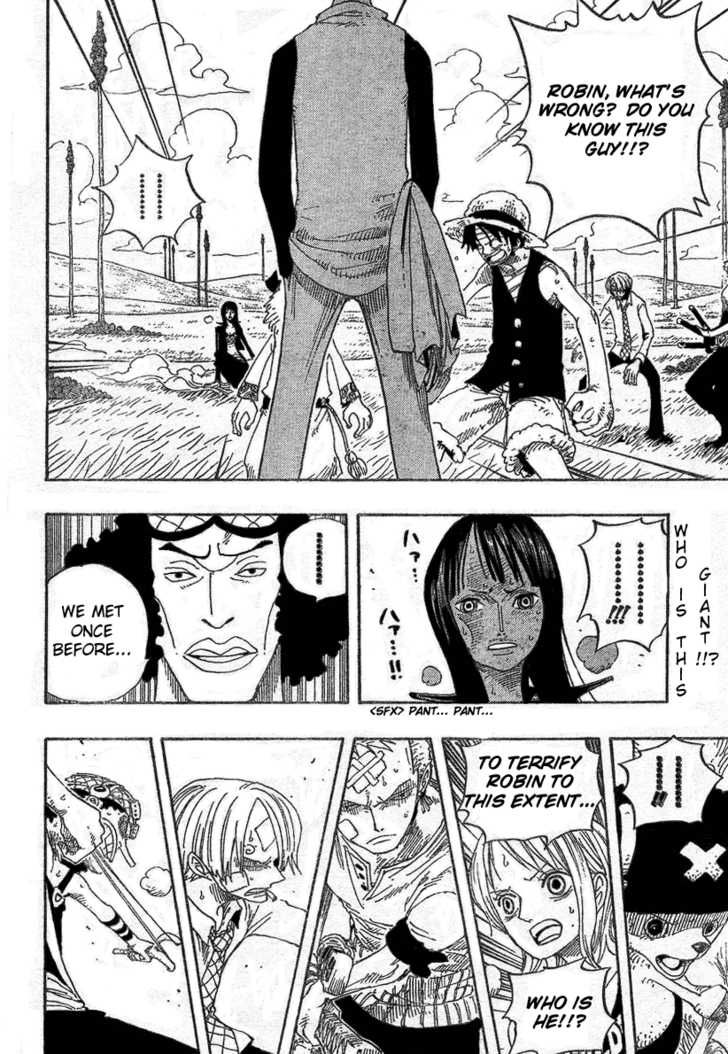 ROBIN, WHAT'S
WRONG? DO YOU
KNOW THIS
GUY!!?
..........
WHO IS THIS
GIANT!!?
..........!!!
ハァ…
ハァ…!!
<SFX> PANT... PANT...
..........
WE MET
ONCE
BEFORE...
..........!!!
TO TERRIFY
ROBIN TO
THIS EXTENT...
WHO IS
HE!!?